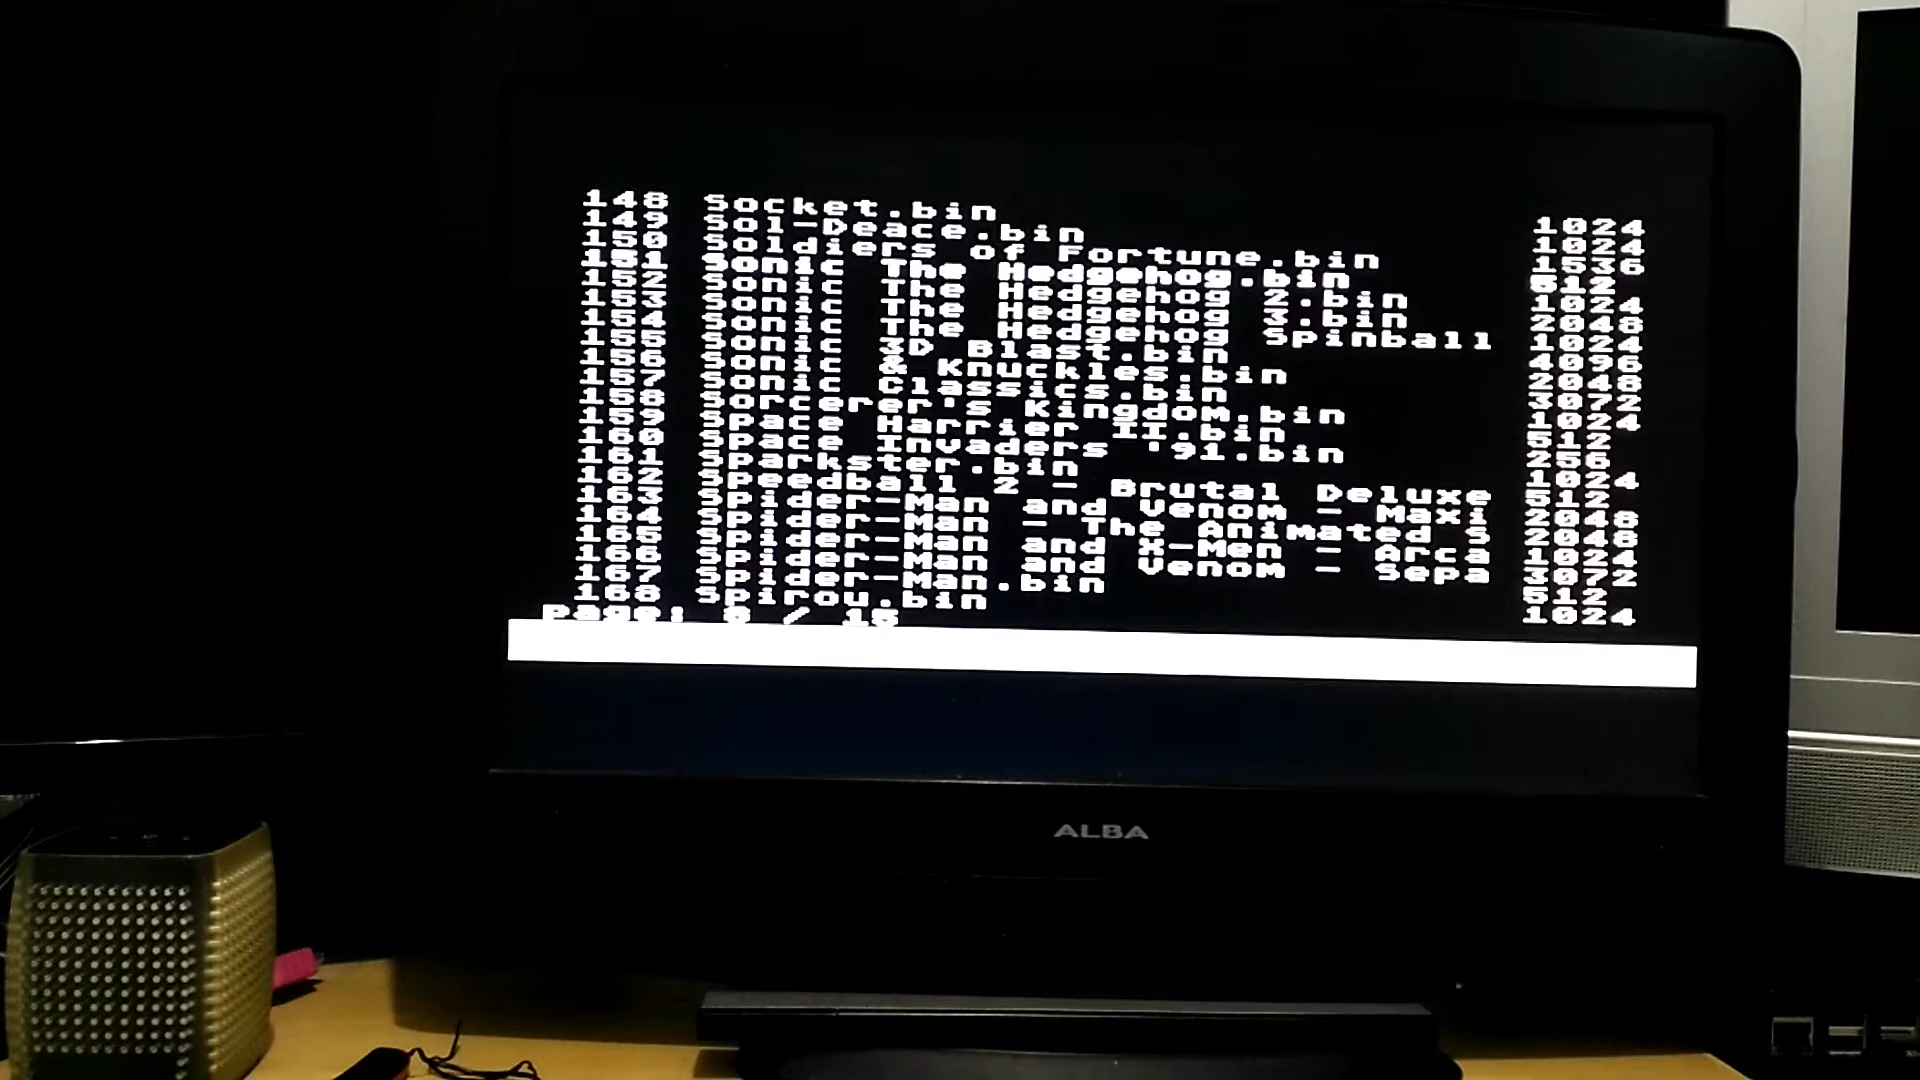 148 Socket.bin 1024
149 Sol-Deace.bin 1024
150 Soldiers of Fortune.bin 1536
151 Sonic The Hedgehog.bin 512
152 Sonic The Hedgehog 2.bin 1024
153 Sonic The Hedgehog 3.bin 2048
154 Sonic The Hedgehog Spinball 1024
155 Sonic 3D Blast.bin 4096
156 Sonic & Knuckles.bin 2048
157 Sonic Classics.bin 3072
158 Sorcerer's Kingdom.bin 1024
159 Space Harrier II.bin 512
160 Space Invaders '91.bin 256
161 Sparkster.bin 1024
162 Speedball 2 - Brutal Deluxe 512
163 Spider-Man and Venom - Maxi 2048
164 Spider-Man - The Animated S 2048
165 Spider-Man and X-Men - Arca 1024
166 Spider-Man and Venom - Sepa 3072
167 Spider-Man.bin 512
168 Spirou.bin 1024
page: 8 / 15
ALBA